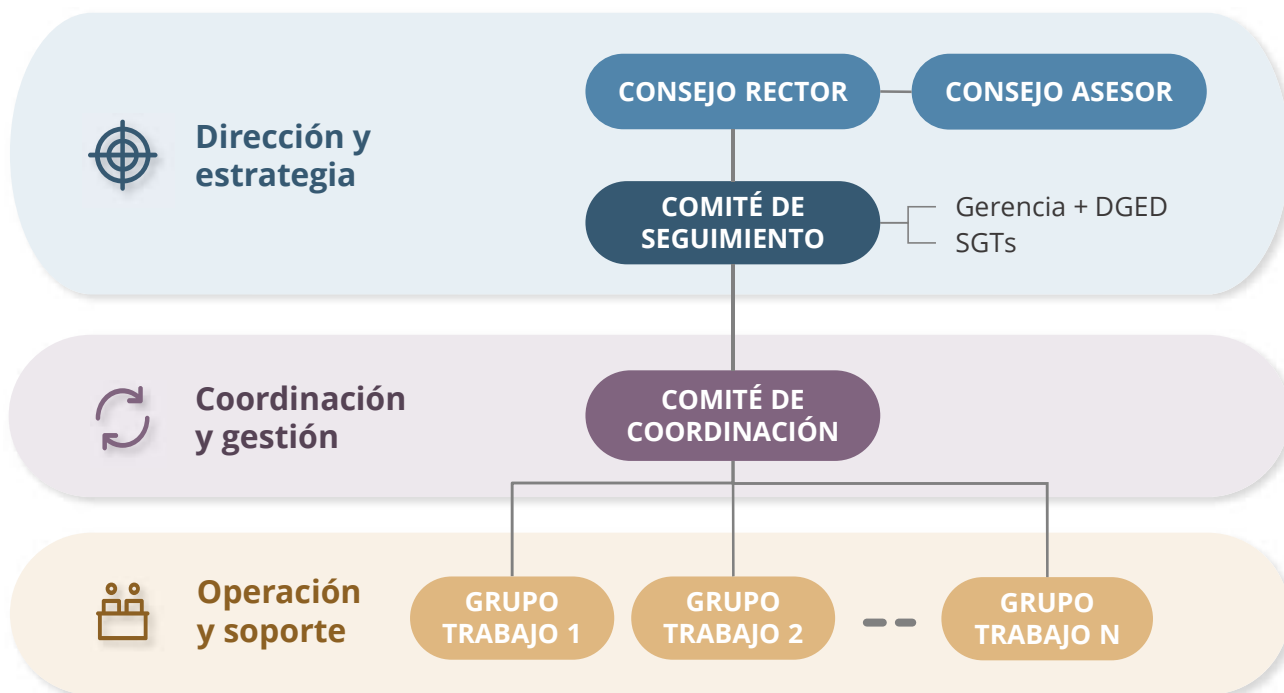 Dirección y
estrategia
CONSEJO RECTOR
CONSEJO ASESOR
COMITÉ DE
SEGUIMIENTO
Gerencia + DGED
SGTs
Coordinación
y gestión
COMITÉ DE
COORDINACIÓN
Operación
y soporte
GRUPO
TRABAJO 1
GRUPO
TRABAJO 2
GRUPO
TRABAJO N